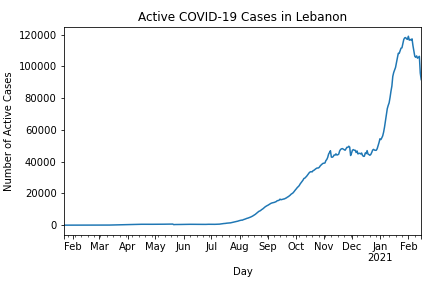 Active COVID-19 Cases in Lebanon
Number of Active Cases
120000
100000
80000
60000
40000
20000
0
Feb Mar Apr May Jun Jul Aug Sep Oct Nov Dec Jan Feb
2021
Day